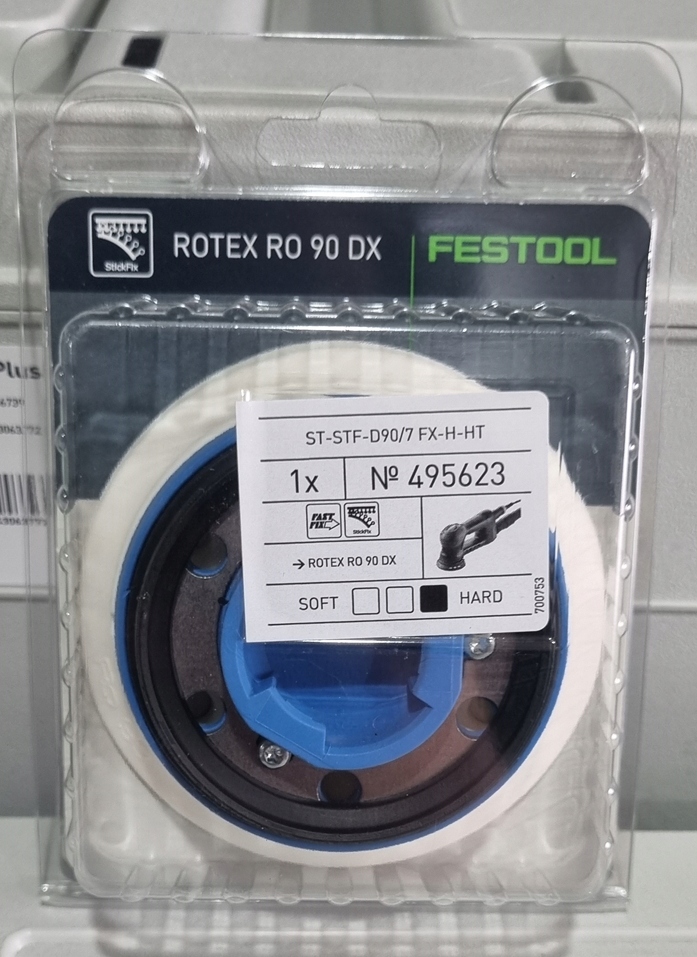 StickFix
ROTEX RO 90 DX
FESTOOL
Plus
ST-STF-D90/7 FX-H-HT
1x
№ 495623
FAST FIX
StickFix
→ ROTEX RO 90 DX
SOFT
HARD
700753